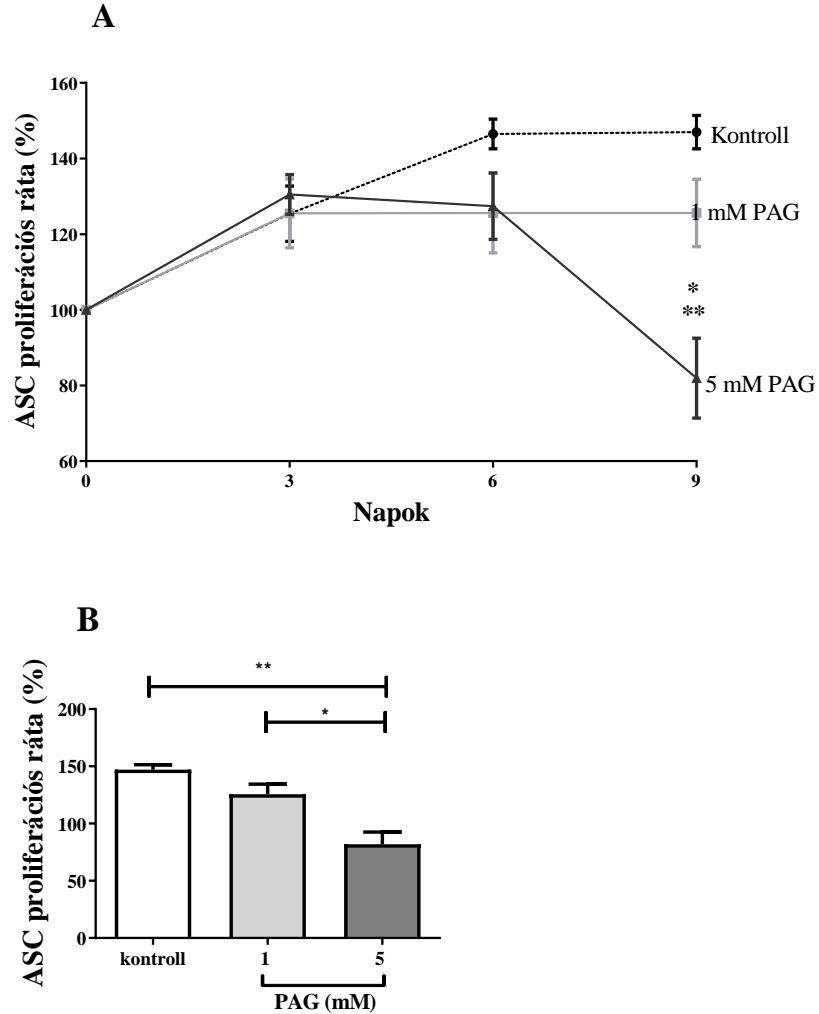 A
ASC proliferációs ráta (%)
160
140
120
100
80
60
0
3
6
9
Napok
Kontroll
1 mM PAG
*
**
5 mM PAG
B
ASC proliferációs ráta (%)
200
150
100
50
0
**
*
kontroll
1
5
PAG (mM)